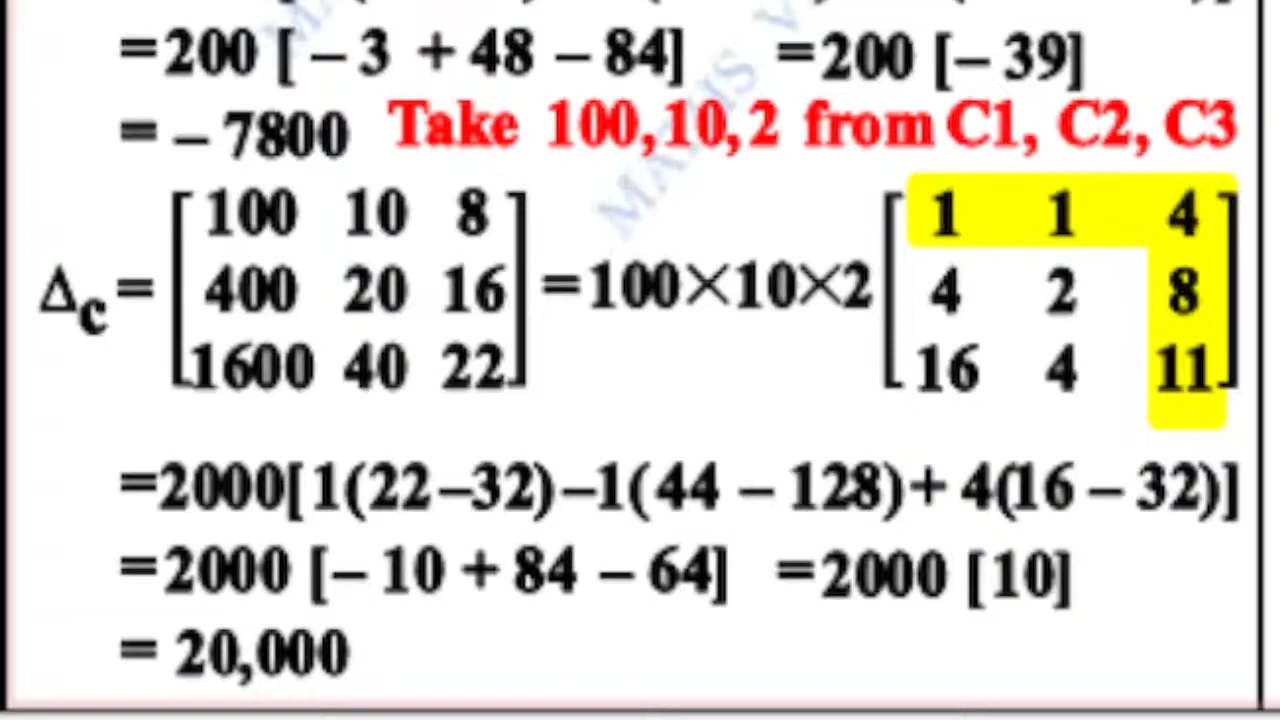 =200 [ – 3 + 48 – 84] =200 [– 39]
= – 7800 Take 100,10,2 from C1, C2, C3
100 10 8 1 1 4
Δc = 400 20 16 =100×10×2 4 2 8
1600 40 22 16 4 11
=2000[1(22–32)–1(44 – 128)+ 4(16 – 32)]
=2000 [– 10 + 84 – 64] =2000 [10]
= 20,000
MATHS V